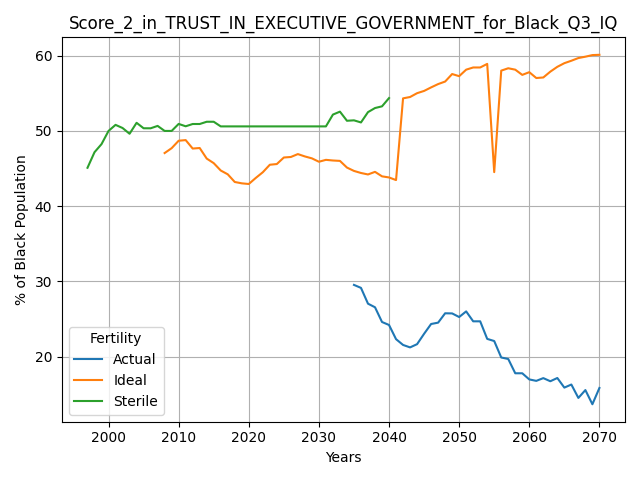 Score_2_in_TRUST_IN_EXECUTIVE_GOVERNMENT_for_Black_Q3_IQ
60
50
40
30
20
% of Black Population
Fertility
Actual
Ideal
Sterile
2000 2010 2020 2030 2040 2050 2060 2070
Years